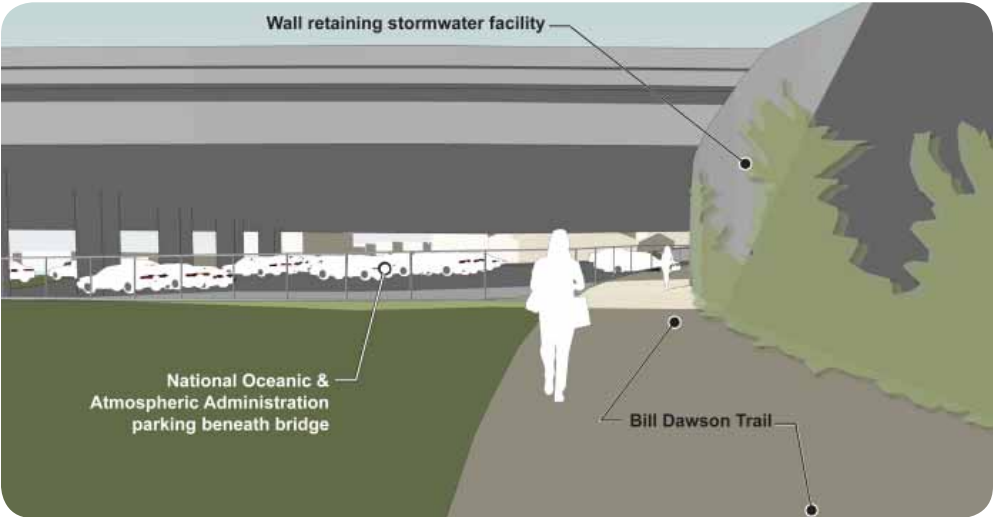 Wall retaining stormwater facility
National Oceanic &
Atmospheric Administration
parking beneath bridge
Bill Dawson Trail